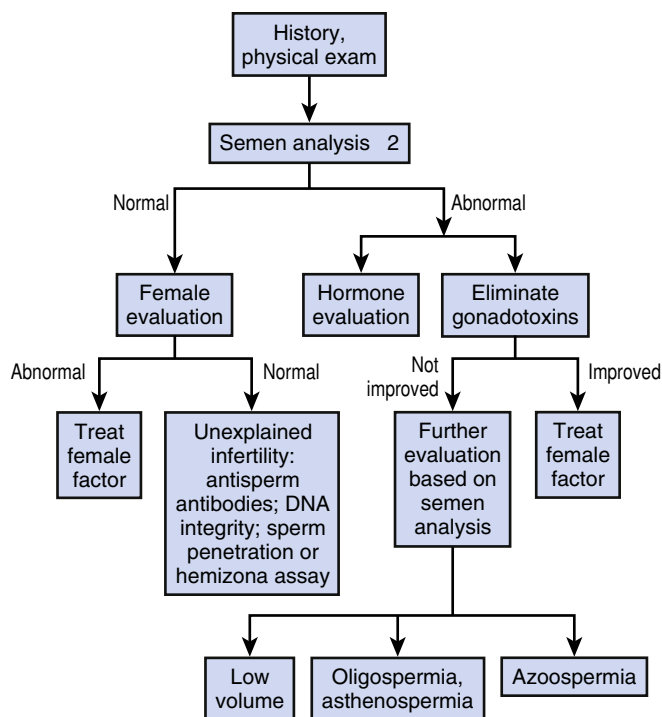 History,
physical exam
Semen analysis 2
Normal
Abnormal
Female
evaluation
Hormone
evaluation
Eliminate
gonadotoxins
Abnormal
Normal
Not
improved
Improved
Treat
female
factor
Unexplained
infertility:
antisperm
antibodies; DNA
integrity; sperm
penetration or
hemizona assay
Further
evaluation
based on
semen
analysis
Treat
female
factor
Low
volume
Oligospermia,
asthenospermia
Azoospermia